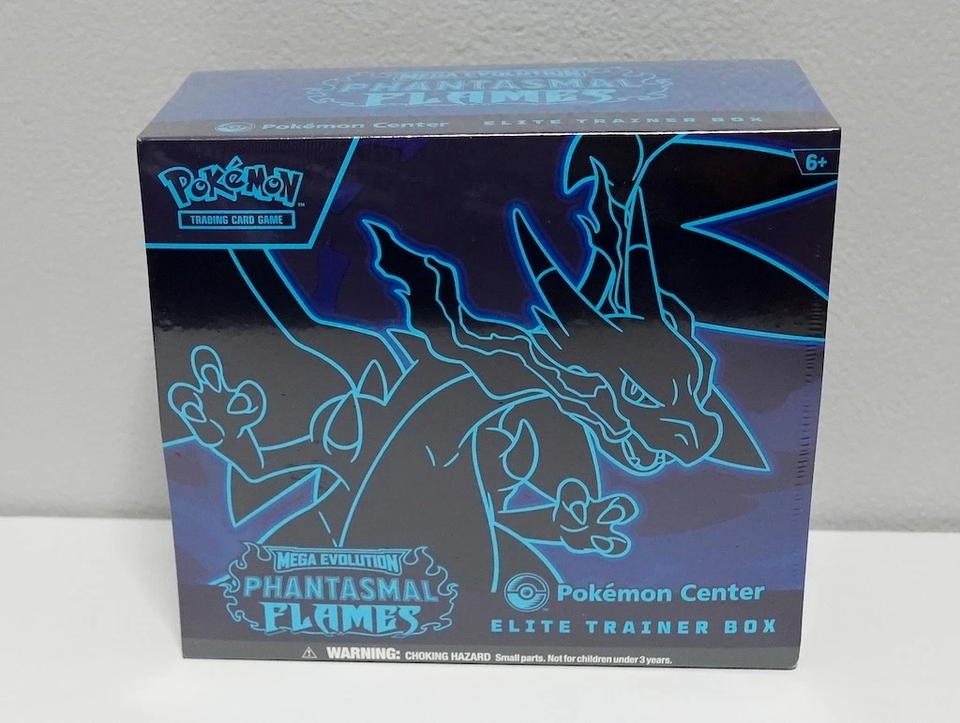 MEGA EVOLUTION
PHANTASMAL
FLAMES
Pokémon Center ELITE TRAINER BOX
6+
POKéMON ™
TRADING CARD GAME
MEGA EVOLUTION
PHANTASMAL
FLAMES
Pokémon Center
ELITE TRAINER BOX
⚠ WARNING: CHOKING HAZARD Small parts. Not for children under 3 years.